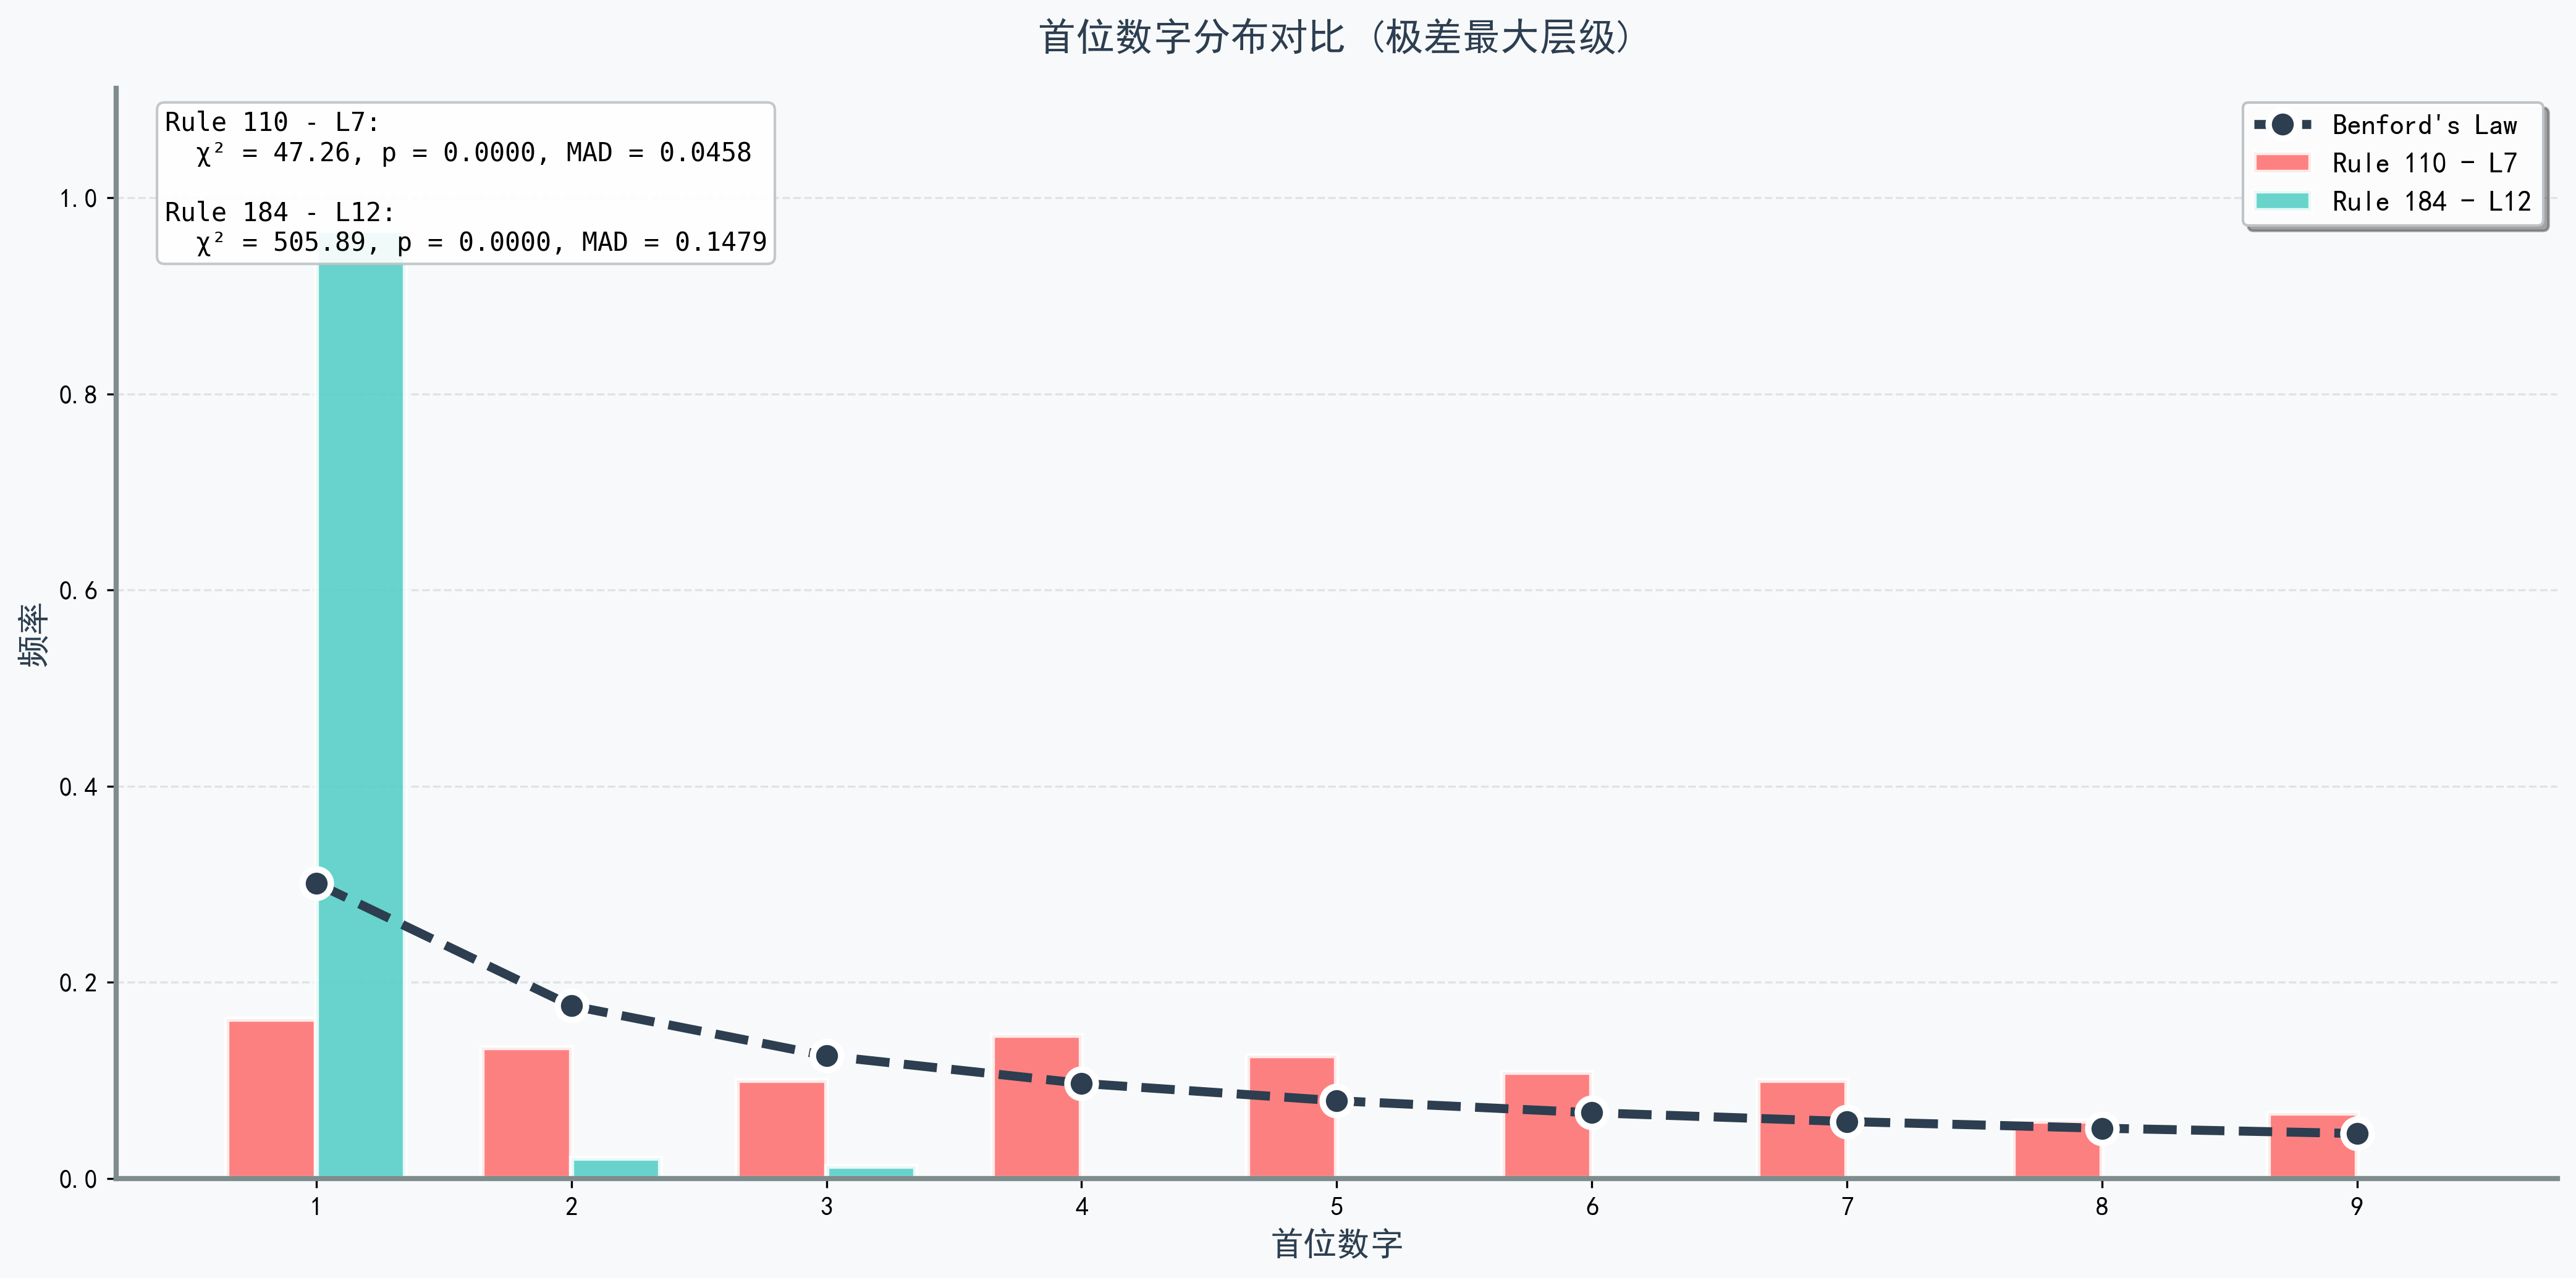 首位数字分布对比 (极差最大层级)
Rule 110 - L7:
χ² = 47.26, p = 0.0000, MAD = 0.0458
Rule 184 - L12:
χ² = 505.89, p = 0.0000, MAD = 0.1479
Benford's Law
Rule 110 - L7
Rule 184 - L12
频率
1.0
0.8
0.6
0.4
0.2
0.0
1 2 3 4 5 6 7 8 9
首位数字